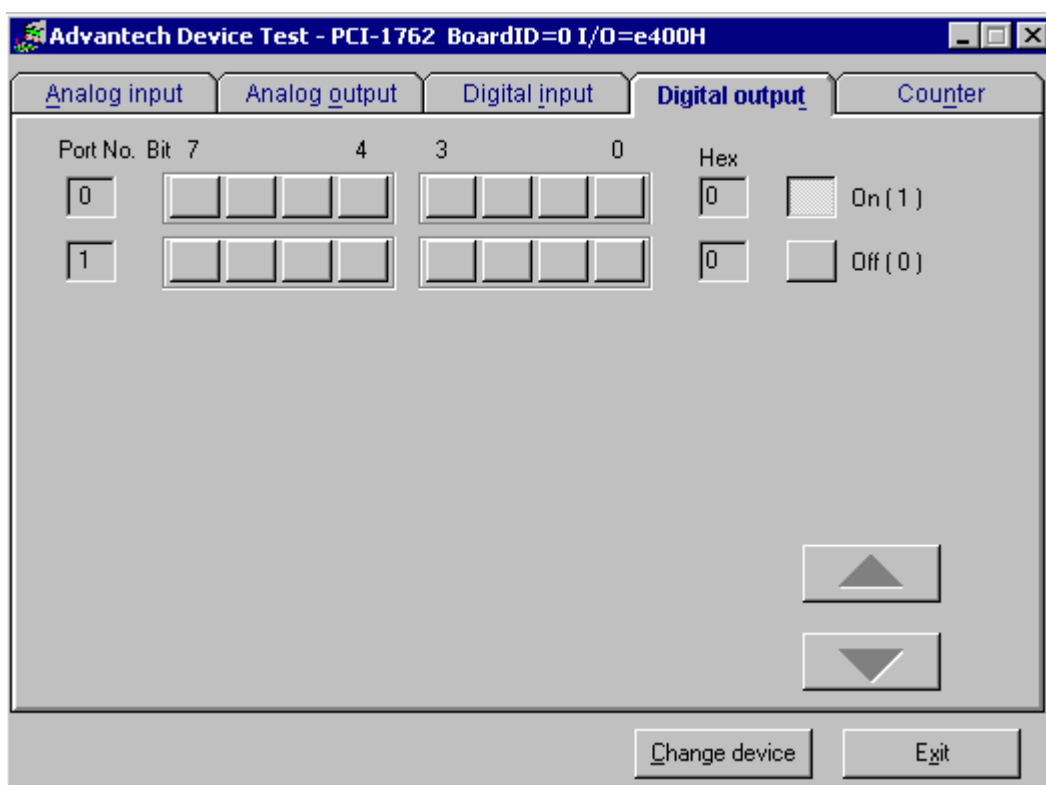 Advantech Device Test - PCI-1762 BoardID=0 I/O=e400H
Analog input Analog output Digital input Digital output Counter
Port No. Bit 7 4 3 0 Hex
0 0 On ( 1 )
1 0 Off ( 0 )
Change device Exit